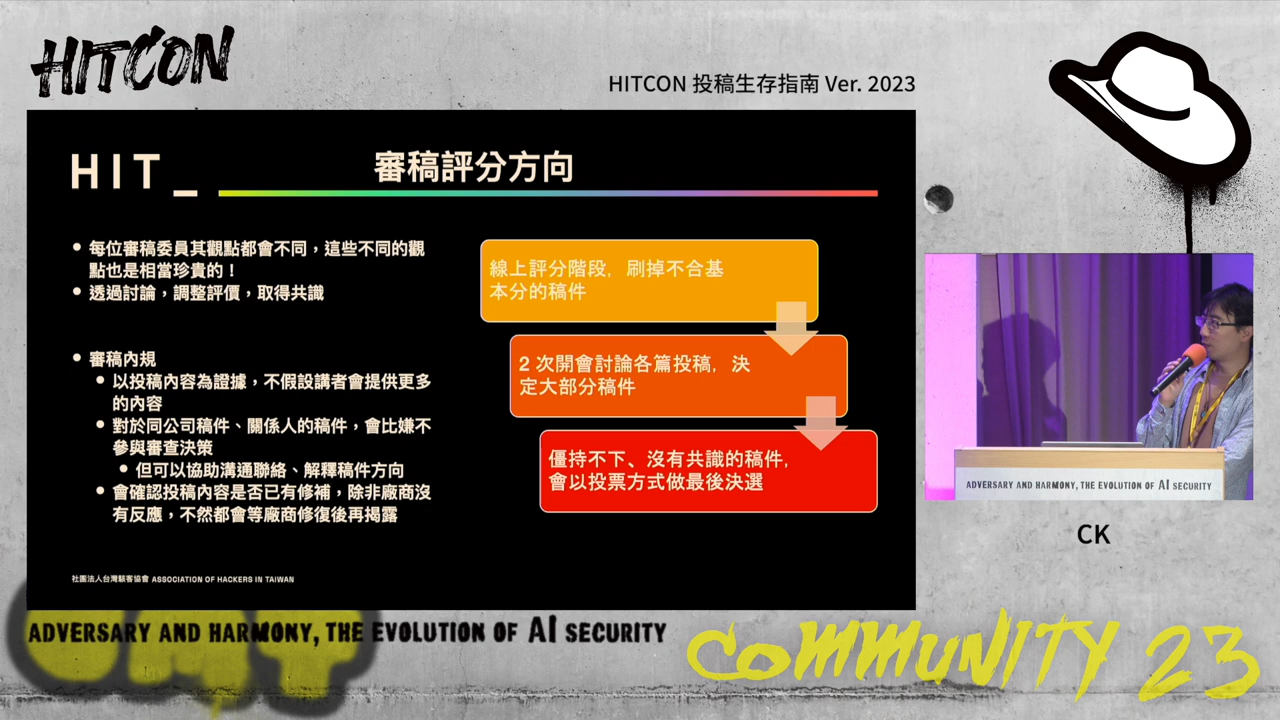 HITCON
HITCON 投稿生存指南 Ver. 2023
HIT_
審稿評分方向
• 每位審稿委員其觀點都會不同，這些不同的觀
點也是相當珍貴的！
• 透過討論，調整評價，取得共識
• 審稿內規
• 以投稿內容為證據，不假設講者會提供更多
的內容
• 對於同公司稿件、關係人的稿件，會比嫌不
參與審查決策
• 但可以協助溝通聯絡、解釋稿件方向
• 會確認投稿內容是否已有修補，除非廠商沒
有反應，不然都會等廠商修復後再揭露
線上評分階段，刷掉不合基
本分的稿件
2 次開會討論各篇投稿，決
定大部分稿件
僵持不下、沒有共識的稿件，
會以投票方式做最後決選
社團法人台灣駭客協會 ASSOCIATION OF HACKERS IN TAIWAN
ADVERSARY AND HARMONY, THE EVOLUTION OF AI SECURITY
CK
ADVERSARY AND HARMONY, THE EVOLUTION OF AI SECURITY
COMMUNITY 23